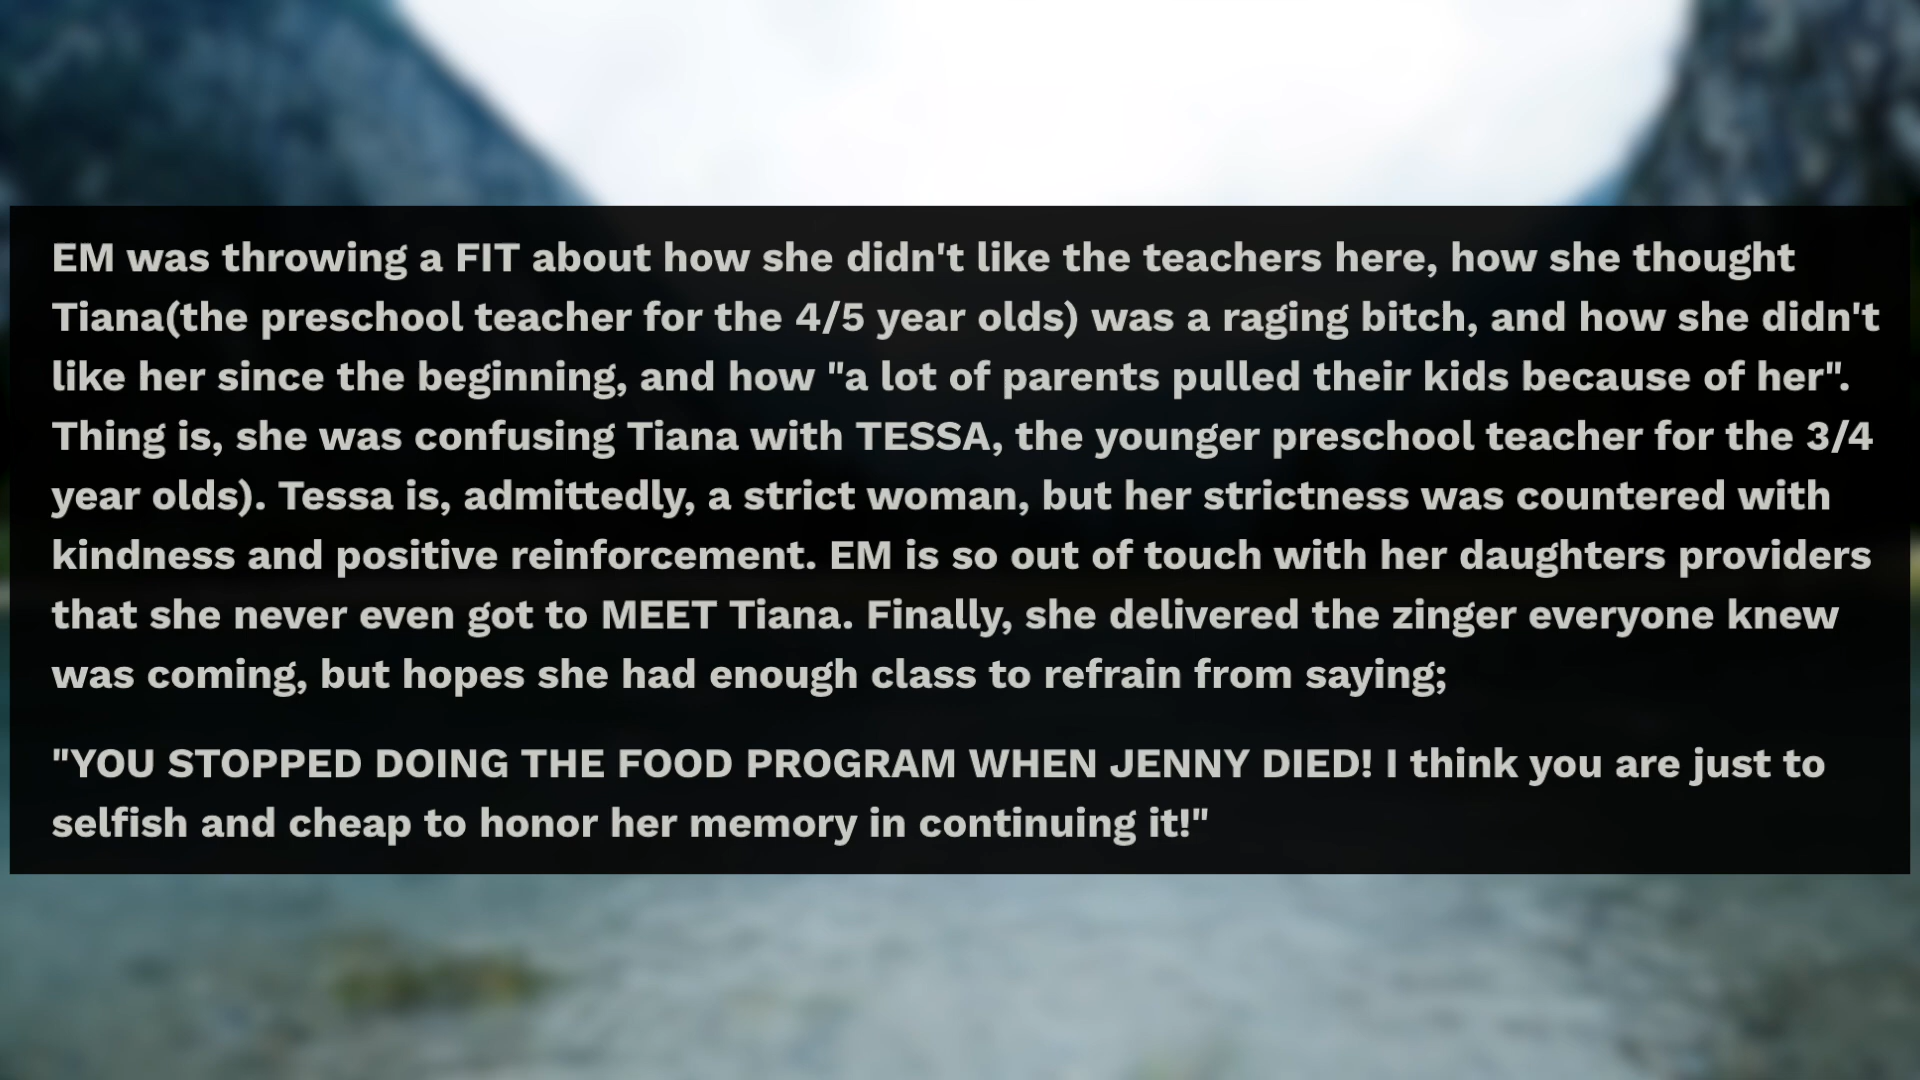 EM was throwing a FIT about how she didn't like the teachers here, how she thought
Tiana(the preschool teacher for the 4/5 year olds) was a raging bitch, and how she didn't
like her since the beginning, and how "a lot of parents pulled their kids because of her".
Thing is, she was confusing Tiana with TESSA, the younger preschool teacher for the 3/4
year olds). Tessa is, admittedly, a strict woman, but her strictness was countered with
kindness and positive reinforcement. EM is so out of touch with her daughters providers
that she never even got to MEET Tiana. Finally, she delivered the zinger everyone knew
was coming, but hopes she had enough class to refrain from saying;
"YOU STOPPED DOING THE FOOD PROGRAM WHEN JENNY DIED! I think you are just to
selfish and cheap to honor her memory in continuing it!"